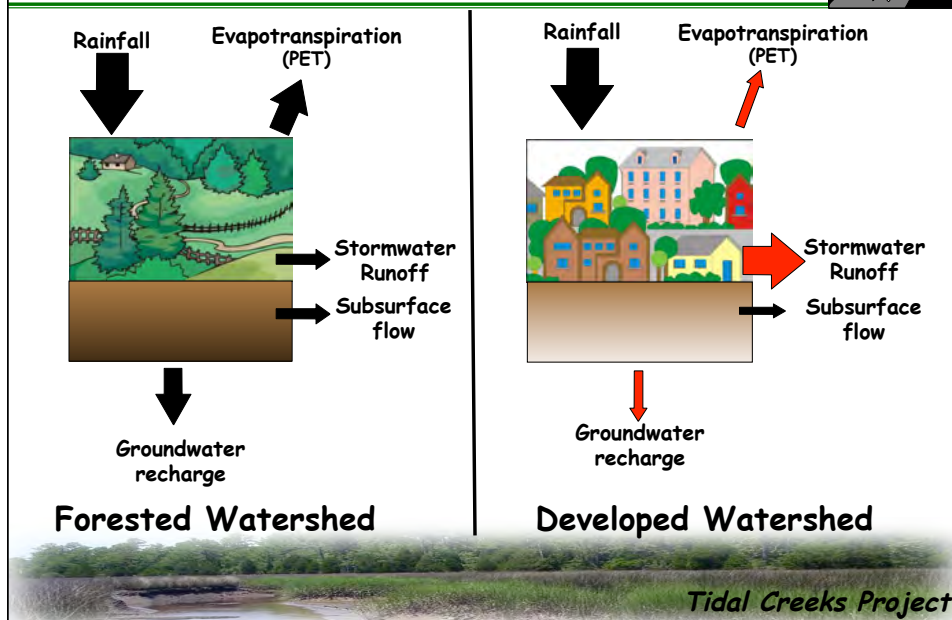 Rainfall
Evapotranspiration
(PET)
Stormwater
Runoff
Subsurface
flow
Groundwater
recharge
Forested Watershed
Rainfall
Evapotranspiration
(PET)
Stormwater
Runoff
Subsurface
flow
Groundwater
recharge
Developed Watershed
Tidal Creeks Project